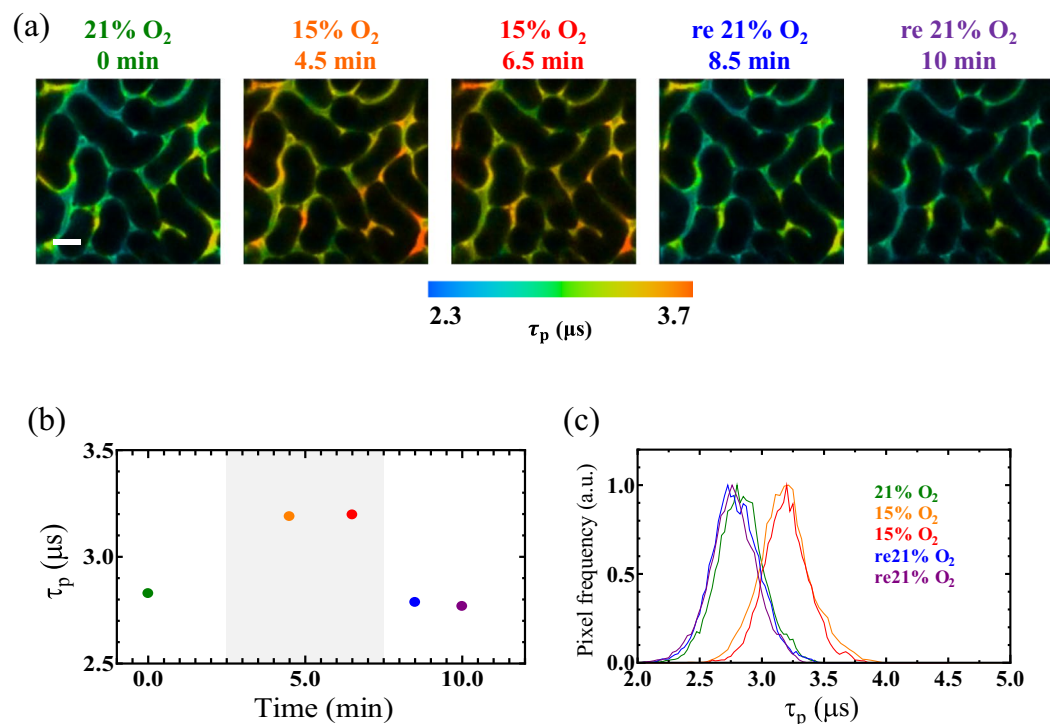 (a)
21% O₂ 15% O₂ 15% O₂ re 21% O₂ re 21% O₂
0 min 4.5 min 6.5 min 8.5 min 10 min
2.3 3.7
τp (μs)
(b)
3.5
3.0
2.5
τp (μs)
0.0 5.0 10.0
Time (min)
(c)
Pixel frequency (a.u.)
1.0
0.5
0.0
21% O₂
15% O₂
15% O₂
re21% O₂
re21% O₂
2.0 2.5 3.0 3.5 4.0 4.5 5.0
τp (μs)